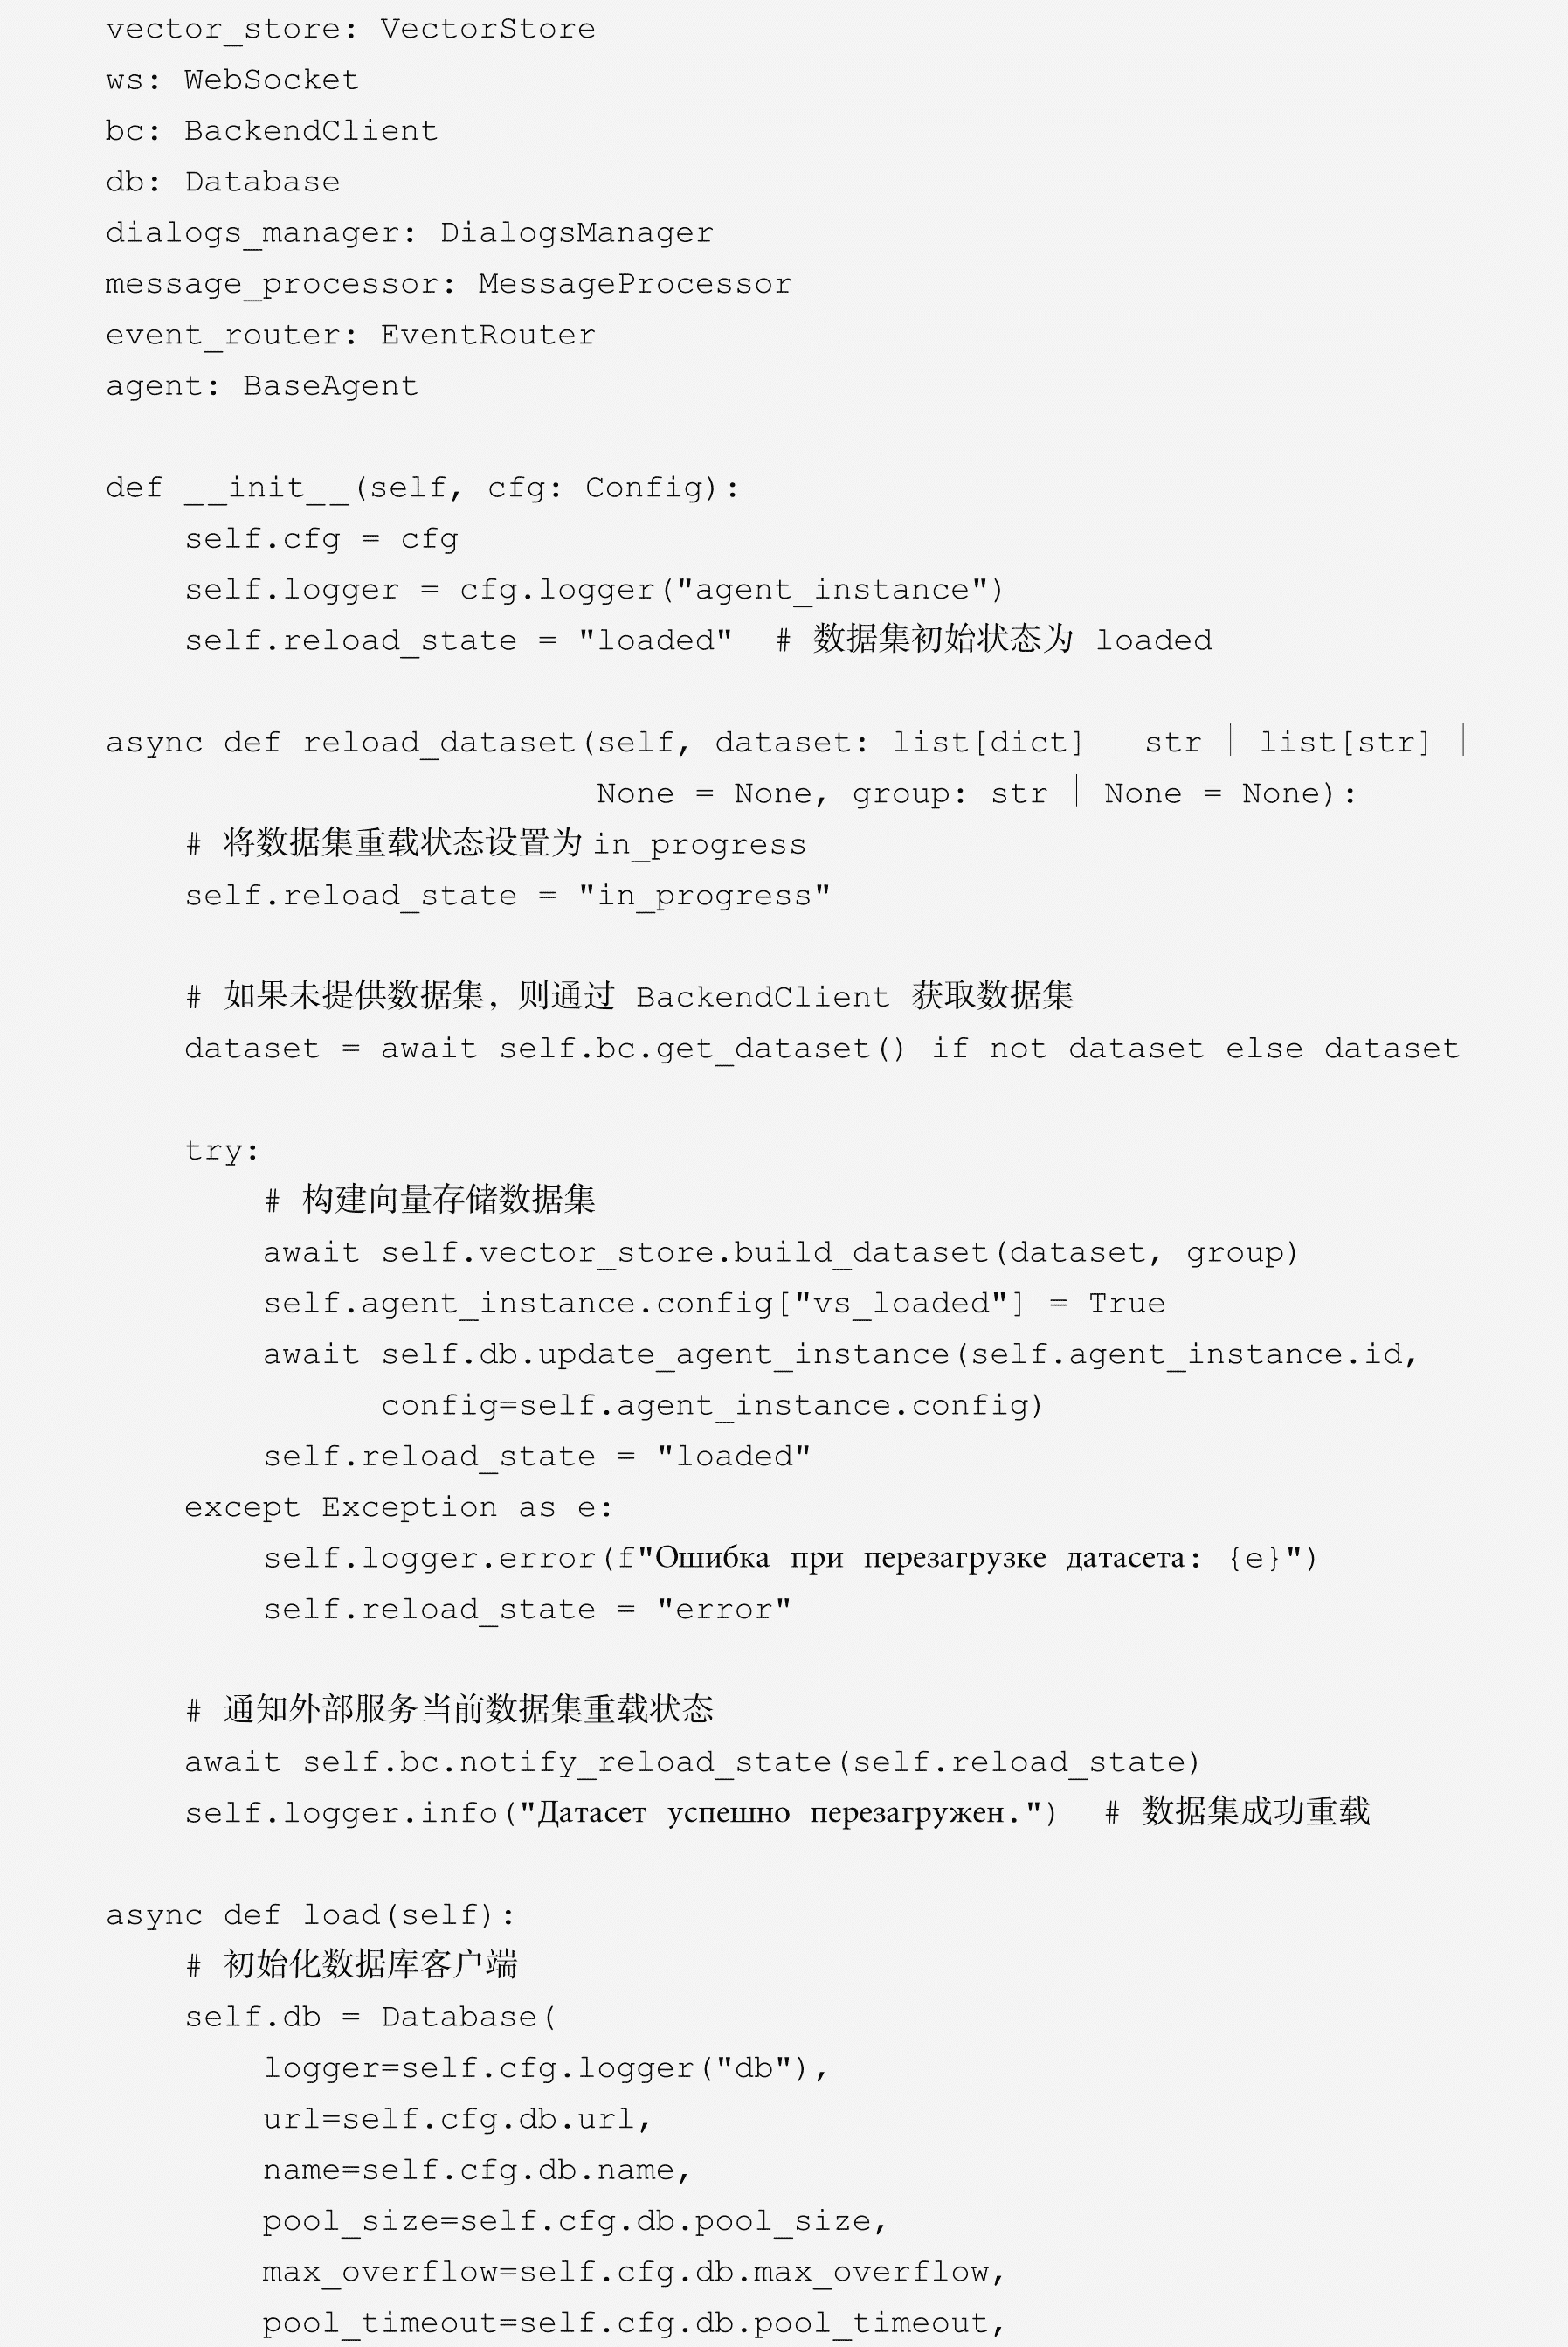 vector_store: VectorStore
ws: WebSocket
bc: BackendClient
db: Database
dialogs_manager: DialogsManager
message_processor: MessageProcessor
event_router: EventRouter
agent: BaseAgent

def __init__(self, cfg: Config):
    self.cfg = cfg
    self.logger = cfg.logger("agent_instance")
    self.reload_state = "loaded"  # 数据集初始状态为 loaded

async def reload_dataset(self, dataset: list[dict] | str | list[str] |
                         None = None, group: str | None = None):
    # 将数据集重载状态设置为 in_progress
    self.reload_state = "in_progress"

    # 如果未提供数据集，则通过 BackendClient 获取数据集
    dataset = await self.bc.get_dataset() if not dataset else dataset

    try:
        # 构建向量存储数据集
        await self.vector_store.build_dataset(dataset, group)
        self.agent_instance.config["vs_loaded"] = True
        await self.db.update_agent_instance(self.agent_instance.id,
              config=self.agent_instance.config)
        self.reload_state = "loaded"
    except Exception as e:
        self.logger.error(f"Ошибка при перезагрузке датасета: {e}")
        self.reload_state = "error"

    # 通知外部服务当前数据集重载状态
    await self.bc.notify_reload_state(self.reload_state)
    self.logger.info("Датасет успешно перезагружен.")  # 数据集成功重载

async def load(self):
    # 初始化数据库客户端
    self.db = Database(
        logger=self.cfg.logger("db"),
        url=self.cfg.db.url,
        name=self.cfg.db.name,
        pool_size=self.cfg.db.pool_size,
        max_overflow=self.cfg.db.max_overflow,
        pool_timeout=self.cfg.db.pool_timeout,